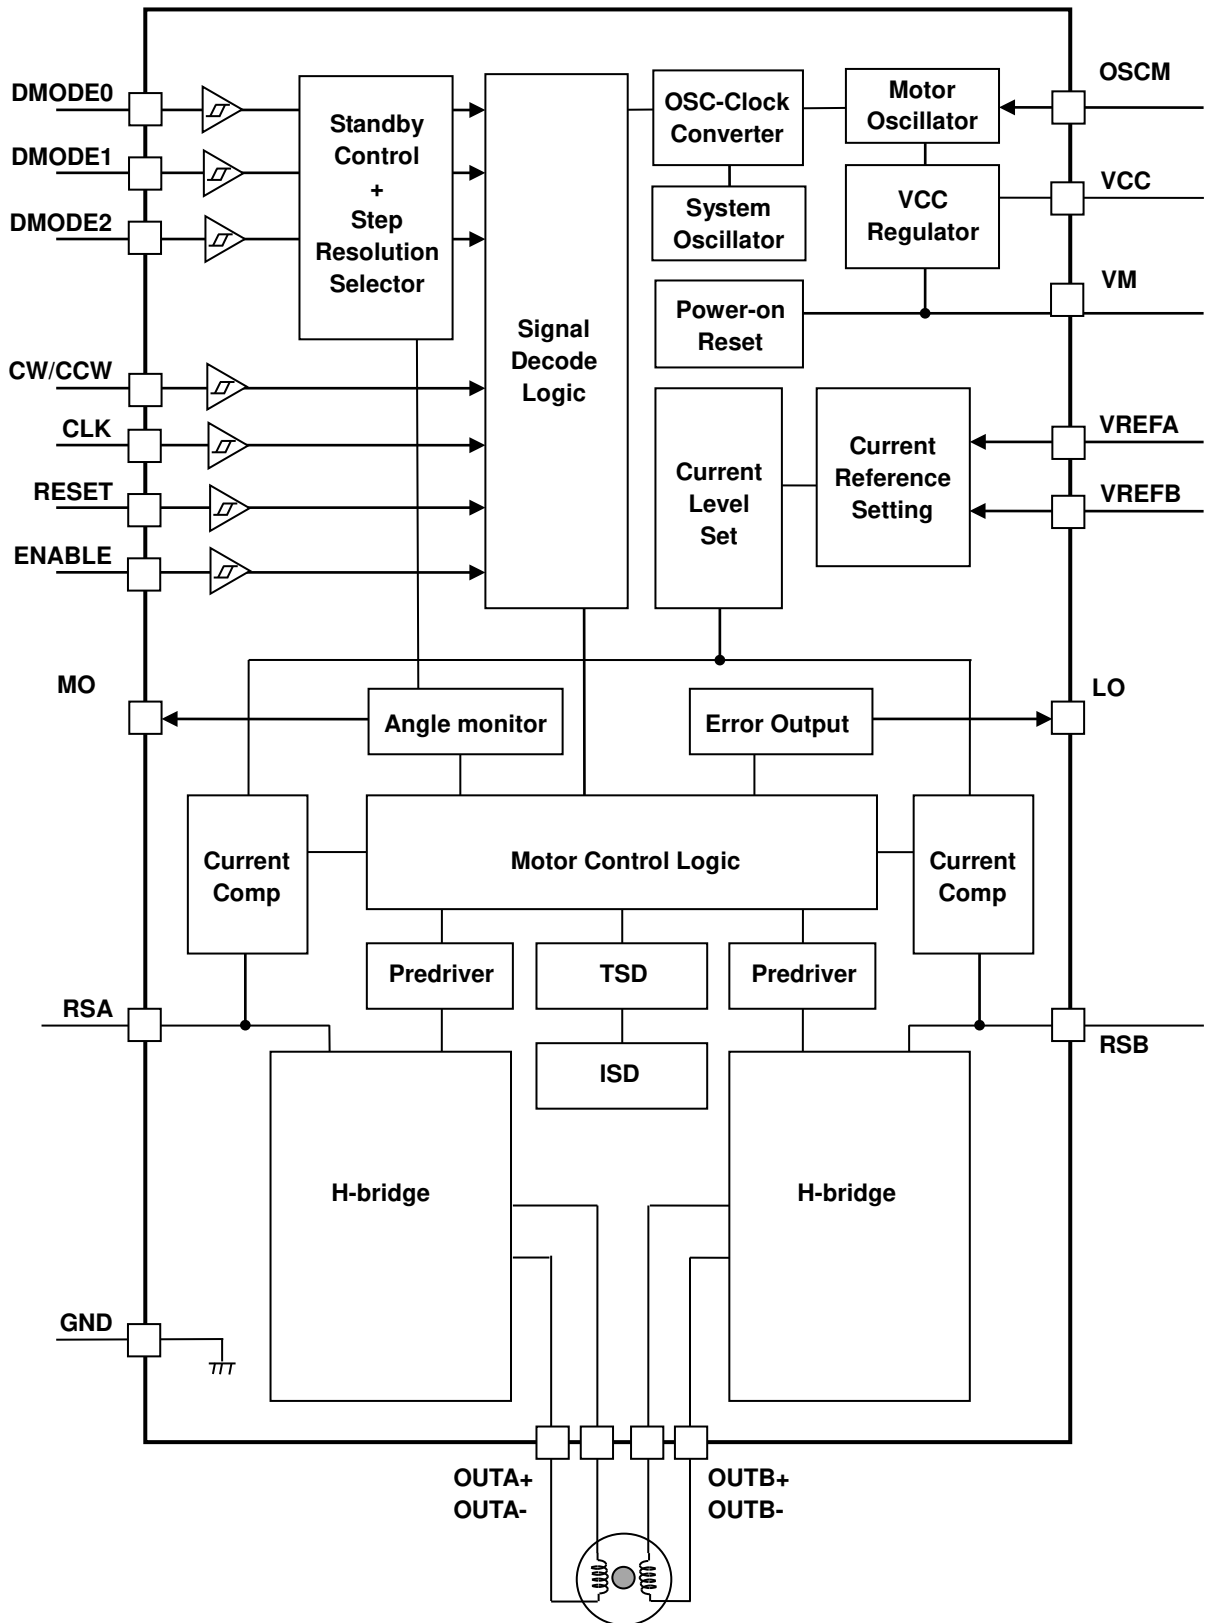 DMODE0
DMODE1
DMODE2
CW/CCW
CLK
RESET
ENABLE
MO
RSA
GND
Standby
Control
+
Step
Resolution
Selector
Signal
Decode
Logic
OSC-Clock
Converter
Motor
Oscillator
System
Oscillator
VCC
Regulator
Power-on
Reset
Current
Level
Set
Current
Reference
Setting
OSCM
VCC
VM
VREFA
VREFB
LO
Angle monitor
Error Output
Current
Comp
Motor Control Logic
Current
Comp
Predriver
TSD
Predriver
ISD
RSB
H-bridge
H-bridge
OUTA+
OUTA-
OUTB+
OUTB-